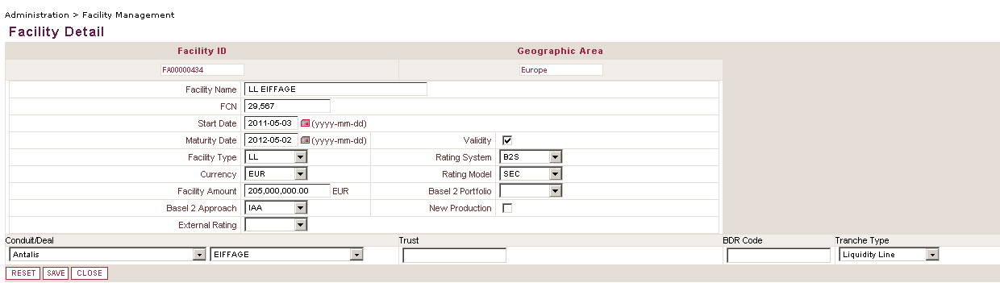 Administration > Facility Management
Facility Detail
Facility ID Geographic Area
FA00000434 Europe
Facility Name LL EIFFAGE
FCN 29,567
Start Date 2011-05-03 (yyyy-mm-dd)
Maturity Date 2012-05-02 (yyyy-mm-dd) Validity
Facility Type LL Rating System B2S
Currency EUR Rating Model SEC
Facility Amount 205,000,000.00 EUR Basel 2 Portfolio
Basel 2 Approach IAA New Production
External Rating
Conduit/Deal Trust BDR Code Tranche Type
Antalis EIFFAGE Liquidity Line
RESET SAVE CLOSE